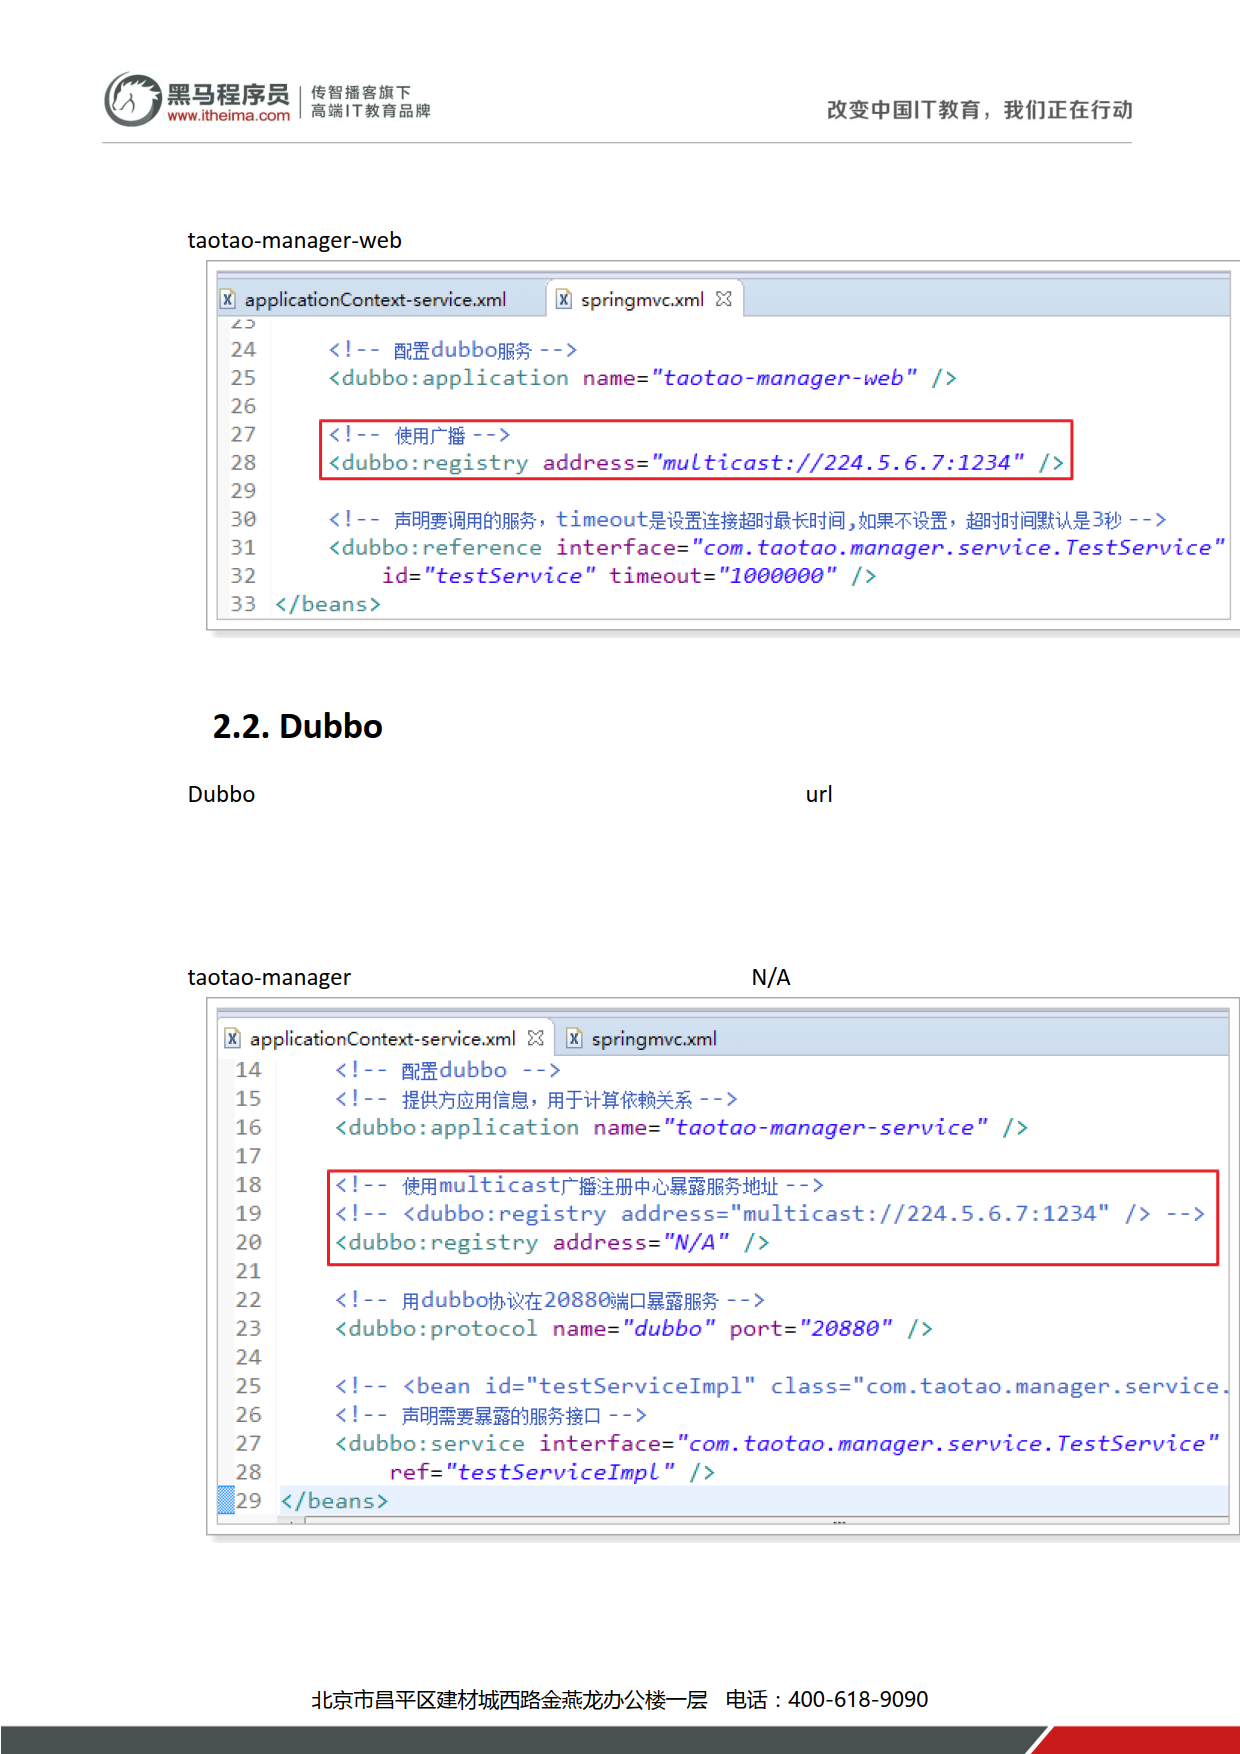 黑马程序员
www.itheima.com
传智播客旗下
高端IT教育品牌
改变中国IT教育，我们正在行动
taotao-manager-web
applicationContext-service.xml springmvc.xml
23
24 <!-- 配置dubbo服务 -->
25 <dubbo:application name="taotao-manager-web" />
26
27 <!-- 使用广播 -->
28 <dubbo:registry address="multicast://224.5.6.7:1234" />
29
30 <!-- 声明要调用的服务，timeout是设置连接超时最长时间,如果不设置，超时时间默认是3秒 -->
31 <dubbo:reference interface="com.taotao.manager.service.TestService"
32 id="testService" timeout="1000000" />
33 </beans>
2.2. Dubbo
Dubbo url
taotao-manager N/A
applicationContext-service.xml springmvc.xml
14 <!-- 配置dubbo -->
15 <!-- 提供方应用信息，用于计算依赖关系 -->
16 <dubbo:application name="taotao-manager-service" />
17
18 <!-- 使用multicast广播注册中心暴露服务地址 -->
19 <!-- <dubbo:registry address="multicast://224.5.6.7:1234" /> -->
20 <dubbo:registry address="N/A" />
21
22 <!-- 用dubbo协议在20880端口暴露服务 -->
23 <dubbo:protocol name="dubbo" port="20880" />
24
25 <!-- <bean id="testServiceImpl" class="com.taotao.manager.service.
26 <!-- 声明需要暴露的服务接口 -->
27 <dubbo:service interface="com.taotao.manager.service.TestService"
28 ref="testServiceImpl" />
29 </beans>
北京市昌平区建材城西路金燕龙办公楼一层 电话：400-618-9090